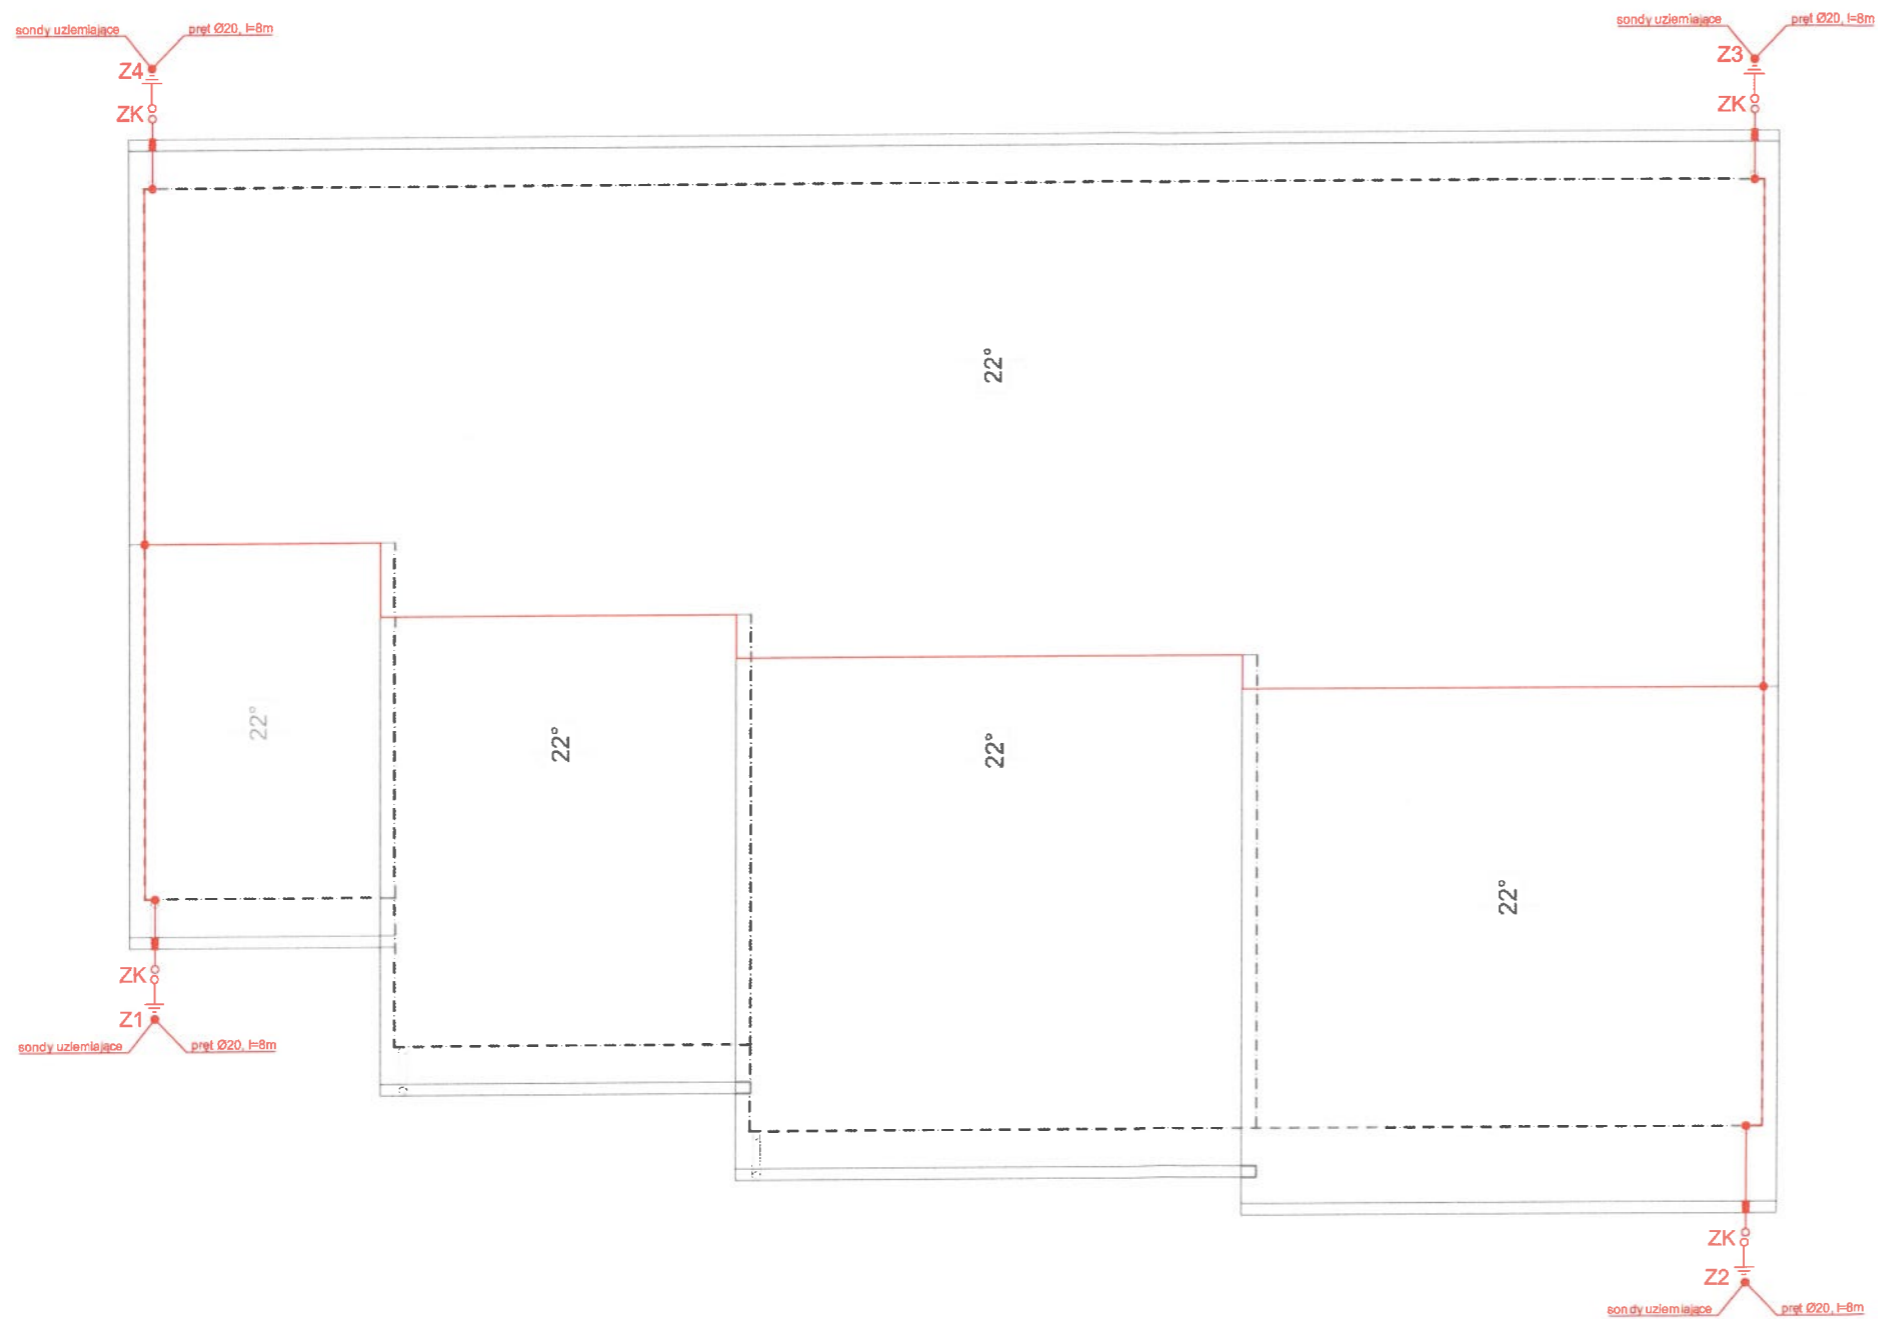 sondy uziemiające
pręt Ø20, l=8m
Z4
ZK
sondy uziemiające
pręt Ø20, l=8m
Z3
ZK
22°
22°
22°
22°
22°
ZK
Z1
sondy uziemiające
pręt Ø20, l=8m
ZK
Z2
sondy uziemiające
pręt Ø20, l=8m